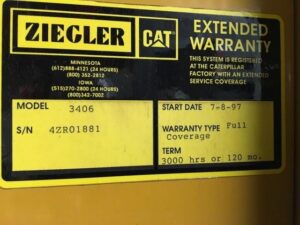 ZIEGLER CAT
EXTENDED
WARRANTY
THIS SYSTEM IS REGISTERED
AT THE CATERPILLAR
FACTORY WITH AN EXTENDED
SERVICE COVERAGE
MINNESOTA
(612)888-4121 (24 HOURS)
(800) 352-2812
IOWA
(515)270-2800 (24 HOURS)
(800)342-7002
MODEL 3406
S/N 4ZR01881
START DATE 7-8-97
WARRANTY TYPE Full
Coverage
TERM
3000 hrs or 120 mo.